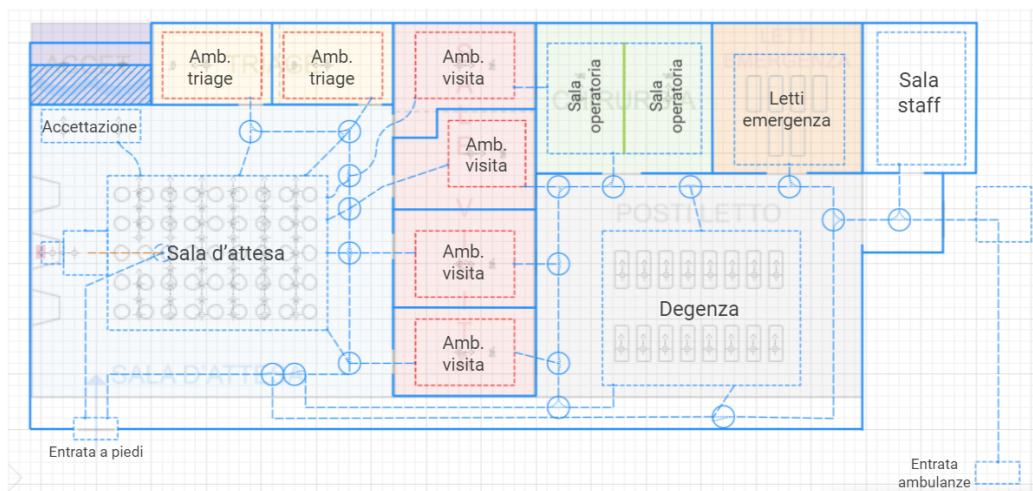 Amb.
triage
Amb.
triage
Amb.
visita
Sala
operatoria
Sala
operatoria
Letti
emergenza
Sala
staff
Accettazione
Amb.
visita
POSTI LETTO
Sala d'attesa
Amb.
visita
Degenza
Amb.
visita
SALA D'ATTE
Entrata a piedi
Entrata
ambulanze